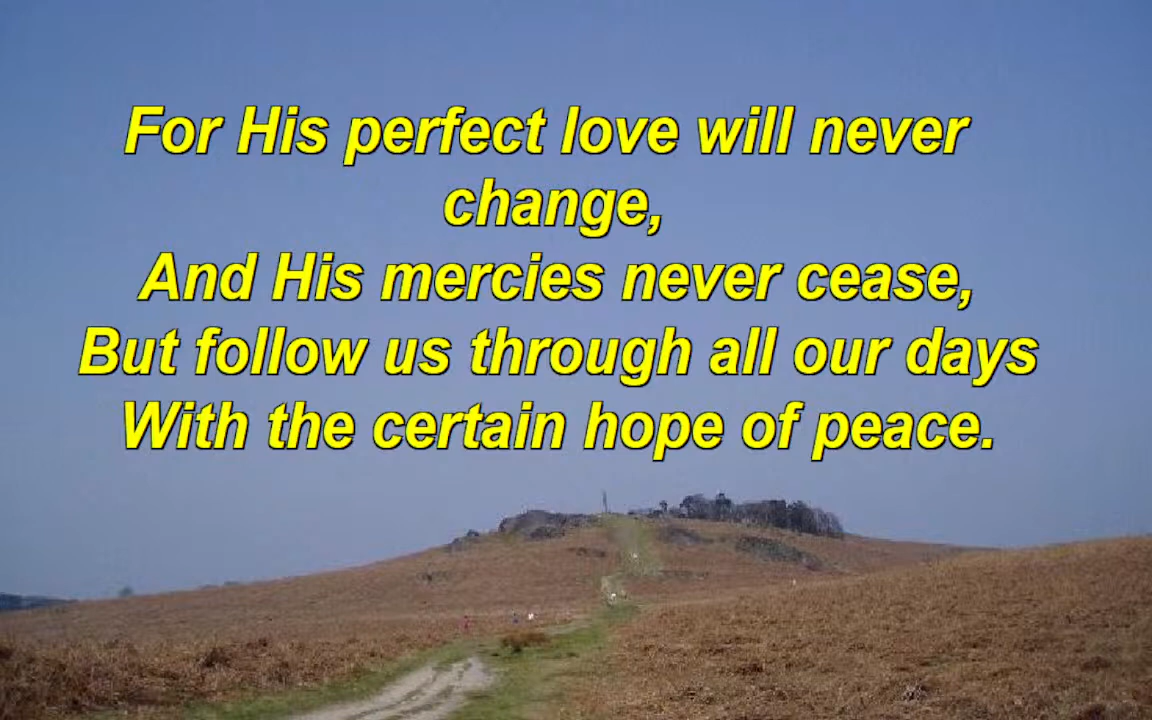 For His perfect love will never
change,
And His mercies never cease,
But follow us through all our days
With the certain hope of peace.